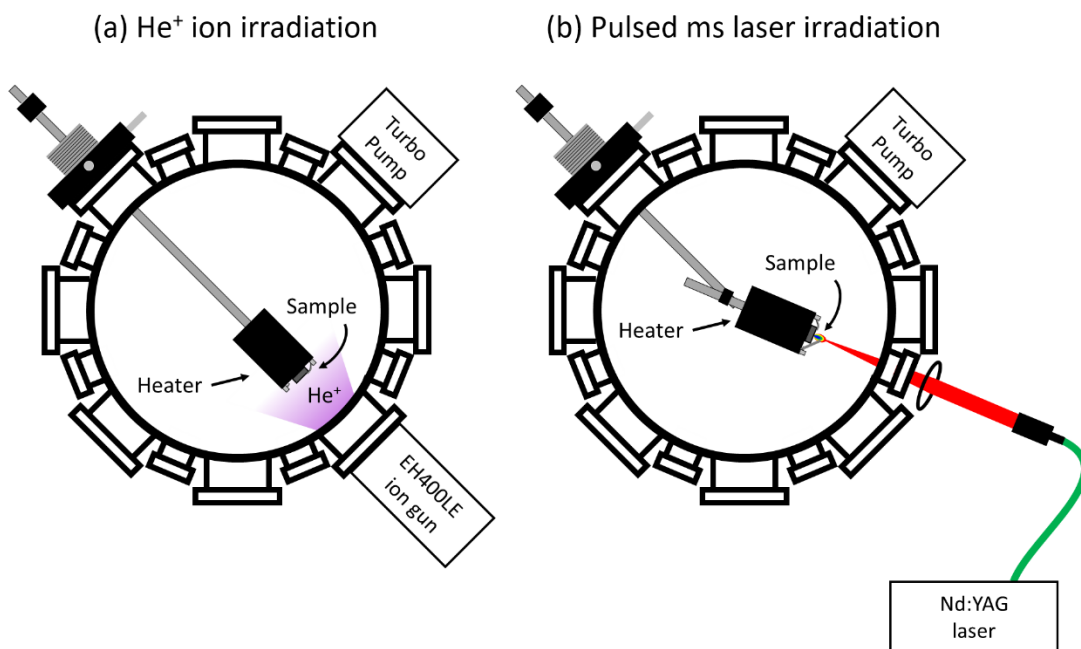 (a) He⁺ ion irradiation
Turbo
Pump
Sample
Heater
He⁺
EH400LE
ion gun
(b) Pulsed ms laser irradiation
Turbo
Pump
Sample
Heater
Nd:YAG
laser